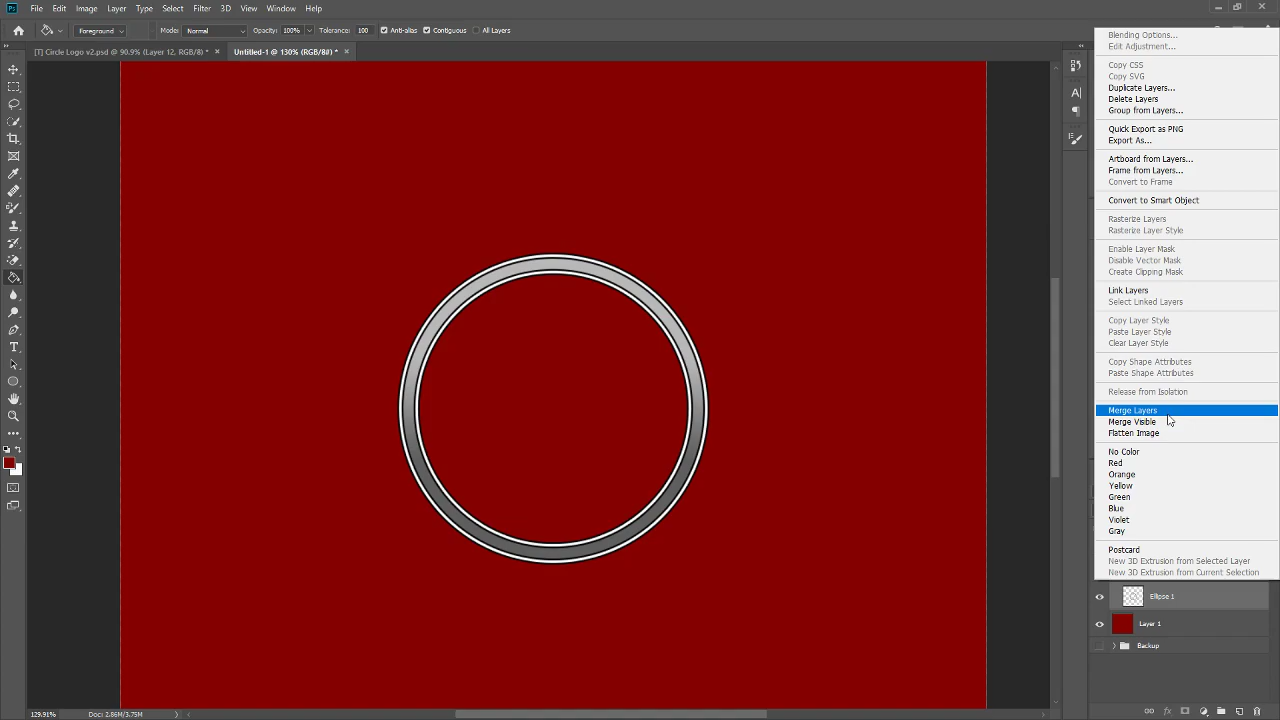 Ps File Edit Image Layer Type Select Filter 3D View Window Help
Foreground Mode: Normal Opacity: 100% Tolerance: 100 Anti-alias Contiguous All Layers
[T] Circle Logo v2.psd @ 90.9% (Layer 12, RGB/8) * × Untitled-1 @ 130% (RGB/8#) * ×
Blending Options...
Edit Adjustment...
Copy CSS
Copy SVG
Duplicate Layers...
Delete Layers
Group from Layers...
Quick Export as PNG
Export As...
Artboard from Layers...
Frame from Layers...
Convert to Frame
Convert to Smart Object
Rasterize Layers
Rasterize Layer Style
Enable Layer Mask
Disable Vector Mask
Create Clipping Mask
Link Layers
Select Linked Layers
Copy Layer Style
Paste Layer Style
Clear Layer Style
Copy Shape Attributes
Paste Shape Attributes
Release from Isolation
Merge Layers
Merge Visible
Flatten Image
No Color
Red
Orange
Yellow
Green
Blue
Violet
Gray
Postcard
New 3D Extrusion from Selected Layer
New 3D Extrusion from Current Selection
Ellipse 1
Layer 1
Backup
129.91% Doc: 2.86M/3.75M